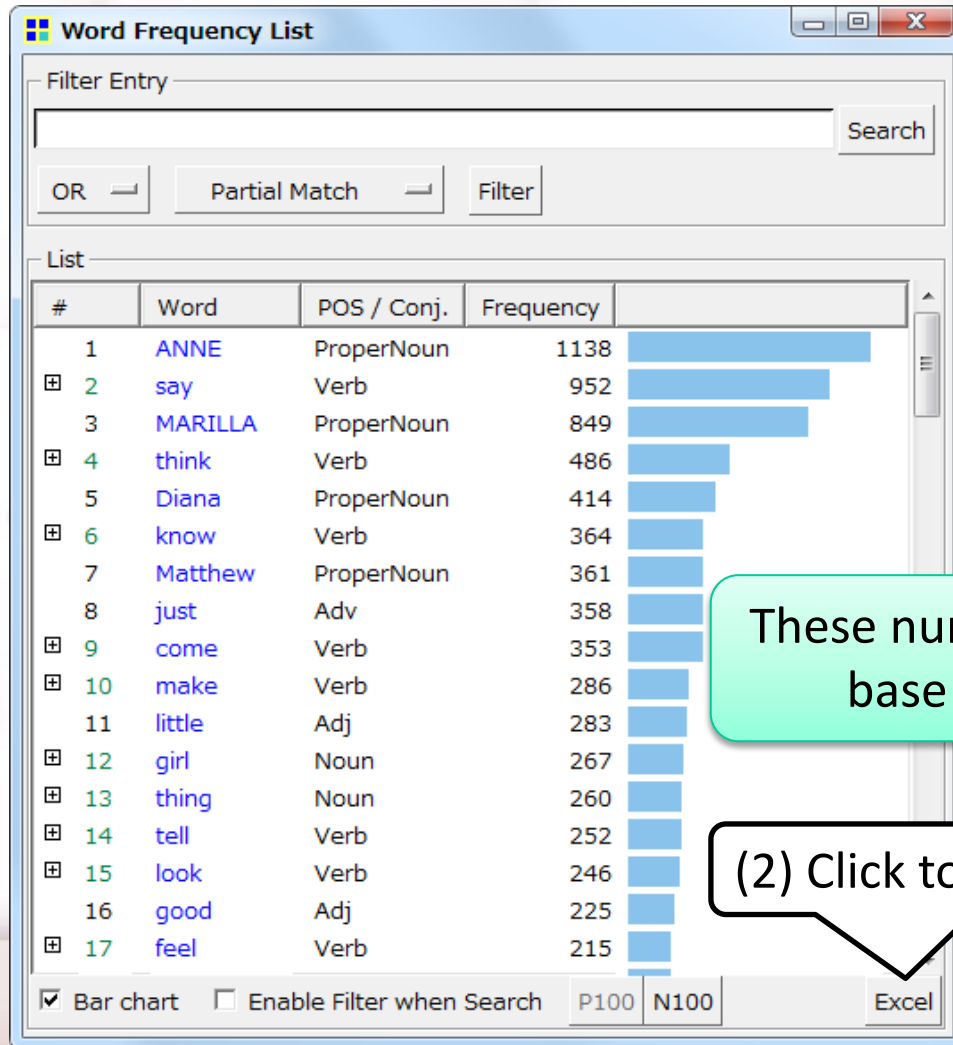 Word Frequency List
Filter Entry
Search
OR Partial Match Filter
List
# Word POS / Conj. Frequency
1 ANNE ProperNoun 1138
2 say Verb 952
3 MARILLA ProperNoun 849
4 think Verb 486
5 Diana ProperNoun 414
6 know Verb 364
7 Matthew ProperNoun 361
8 just Adv 358
9 come Verb 353
10 make Verb 286
11 little Adj 283
12 girl Noun 267
13 thing Noun 260
14 tell Verb 252
15 look Verb 246
16 good Adj 225
17 feel Verb 215
These
base
(2) Click to
Bar chart Enable Filter when Search P100 N100 Excel